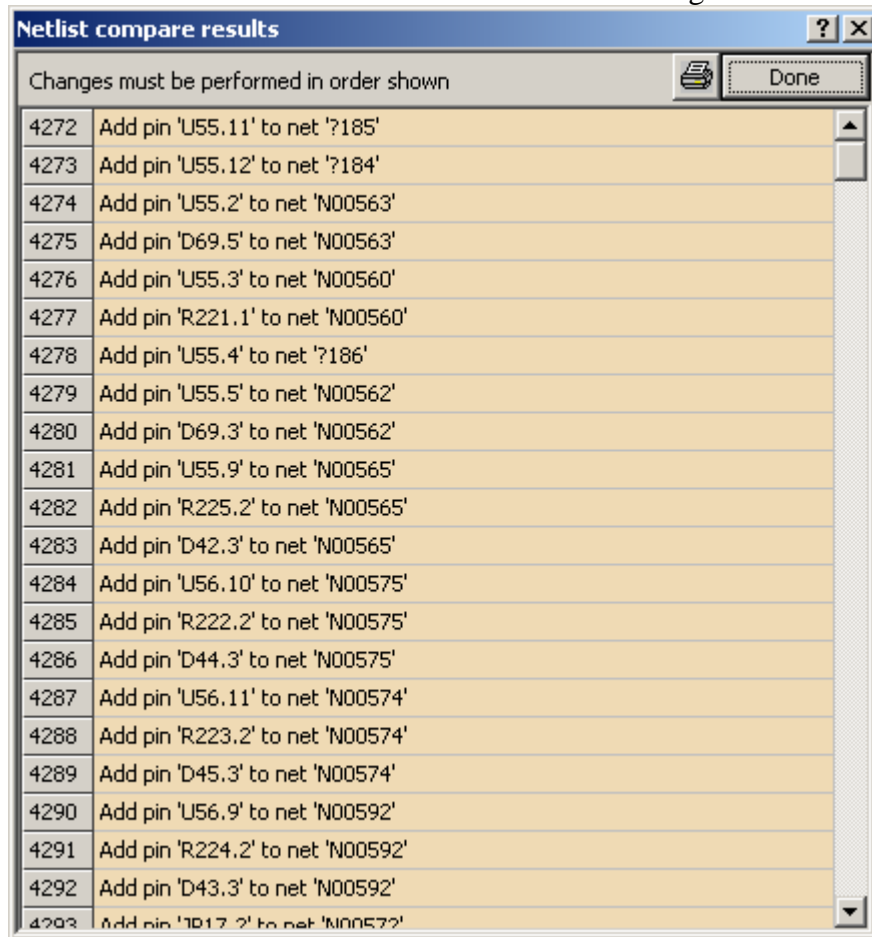 Netlist compare results ? X
Changes must be performed in order shown Done
4272 Add pin 'U55.11' to net '?185'
4273 Add pin 'U55.12' to net '?184'
4274 Add pin 'U55.2' to net 'N00563'
4275 Add pin 'D69.5' to net 'N00563'
4276 Add pin 'U55.3' to net 'N00560'
4277 Add pin 'R221.1' to net 'N00560'
4278 Add pin 'U55.4' to net '?186'
4279 Add pin 'U55.5' to net 'N00562'
4280 Add pin 'D69.3' to net 'N00562'
4281 Add pin 'U55.9' to net 'N00565'
4282 Add pin 'R225.2' to net 'N00565'
4283 Add pin 'D42.3' to net 'N00565'
4284 Add pin 'U56.10' to net 'N00575'
4285 Add pin 'R222.2' to net 'N00575'
4286 Add pin 'D44.3' to net 'N00575'
4287 Add pin 'U56.11' to net 'N00574'
4288 Add pin 'R223.2' to net 'N00574'
4289 Add pin 'D45.3' to net 'N00574'
4290 Add pin 'U56.9' to net 'N00592'
4291 Add pin 'R224.2' to net 'N00592'
4292 Add pin 'D43.3' to net 'N00592'
4293 Add pin 'JP17.2' to net 'N00572'